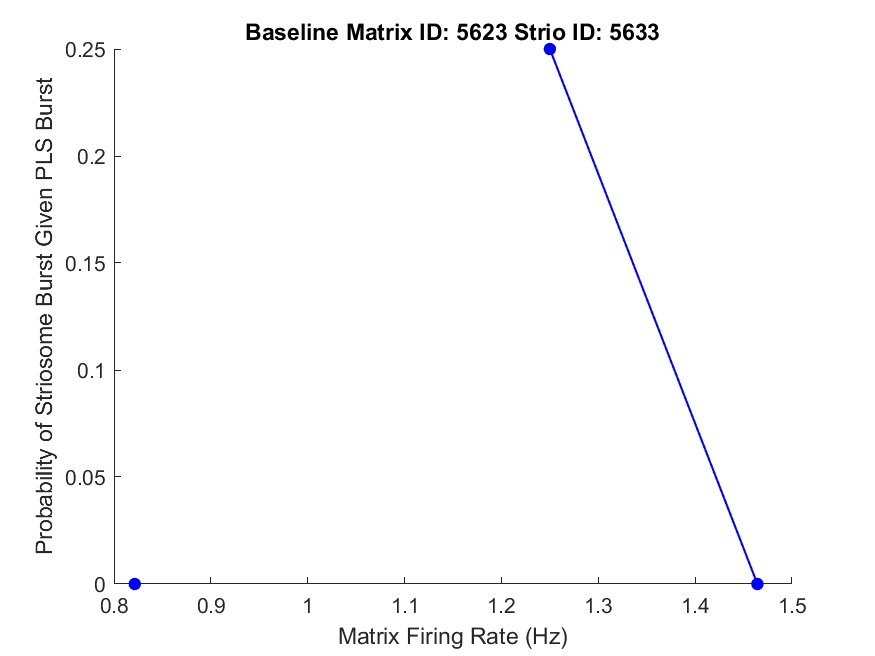 Baseline Matrix ID: 5623 Strio ID: 5633
Probability of Striosome Burst Given PLS Burst
0.25
0.2
0.15
0.1
0.05
0
0.8 0.9 1 1.1 1.2 1.3 1.4 1.5
Matrix Firing Rate (Hz)